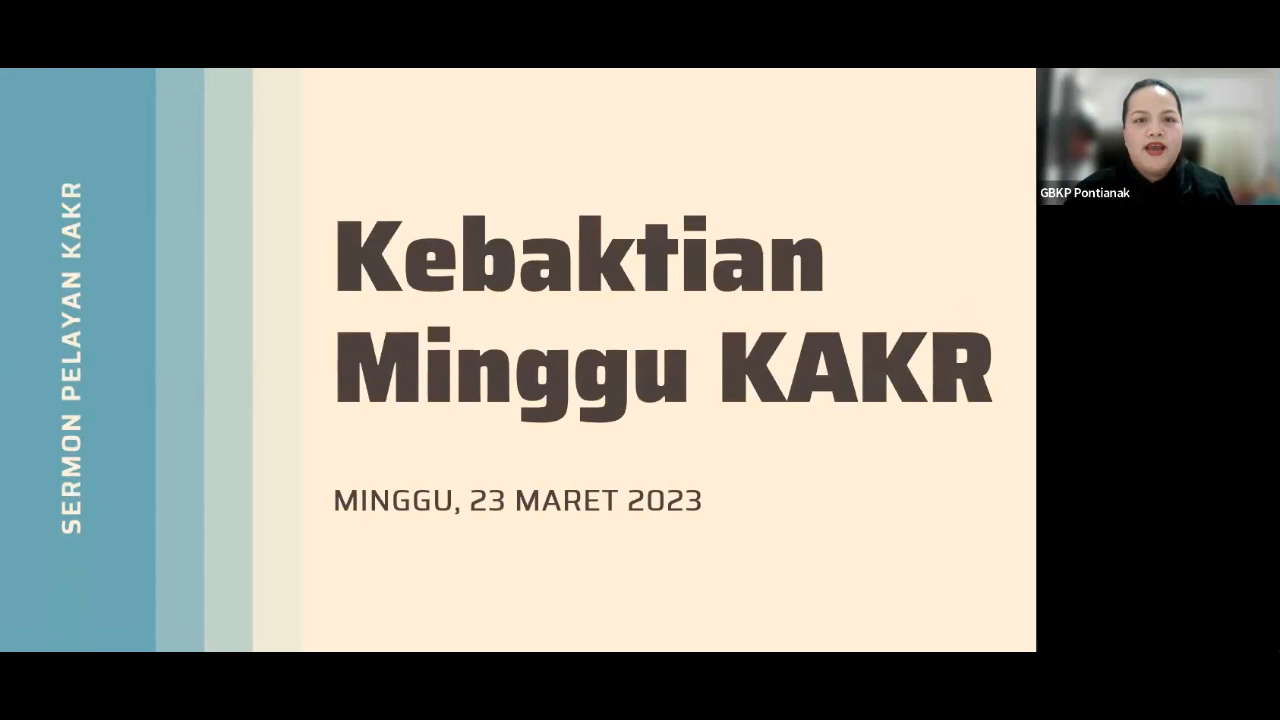 SERMON PELAYAN KAKR
Kebaktian
Minggu KAKR
MINGGU, 23 MARET 2023
GBKP Pontianak